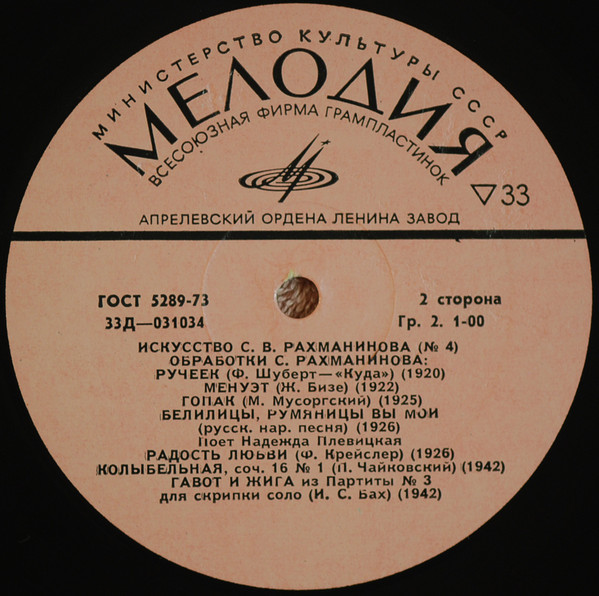 МИНИСТЕРСТВО КУЛЬТУРЫ СССР
МЕЛОДИЯ
ВСЕСОЮЗНАЯ ФИРМА ГРАМПЛАСТИНОК
▽33
АПРЕЛЕВСКИЙ ОРДЕНА ЛЕНИНА ЗАВОД
ГОСТ 5289-73
2 сторона
33Д—031034
Гр. 2. 1-00
ИСКУССТВО С. В. РАХМАНИНОВА (№ 4)
ОБРАБОТКИ С. РАХМАНИНОВА:
РУЧЕЕК (Ф. Шуберт—«Куда») (1920)
МЕНУЭТ (Ж. Бизе) (1922)
ГОПАК (М. Мусоргский) (1925)
БЕЛИЛИЦЫ, РУМЯНИЦЫ ВЫ МОИ
(русск. нар. песня) (1926)
Поет Надежда Плевицкая
РАДОСТЬ ЛЮБВИ (Ф. Крейслер) (1926)
КОЛЫБЕЛЬНАЯ, соч. 16 № 1 (П. Чайковский) (1942)
ГАВОТ И ЖИГА из Партиты № 3
для скрипки соло (И. С. Бах) (1942)